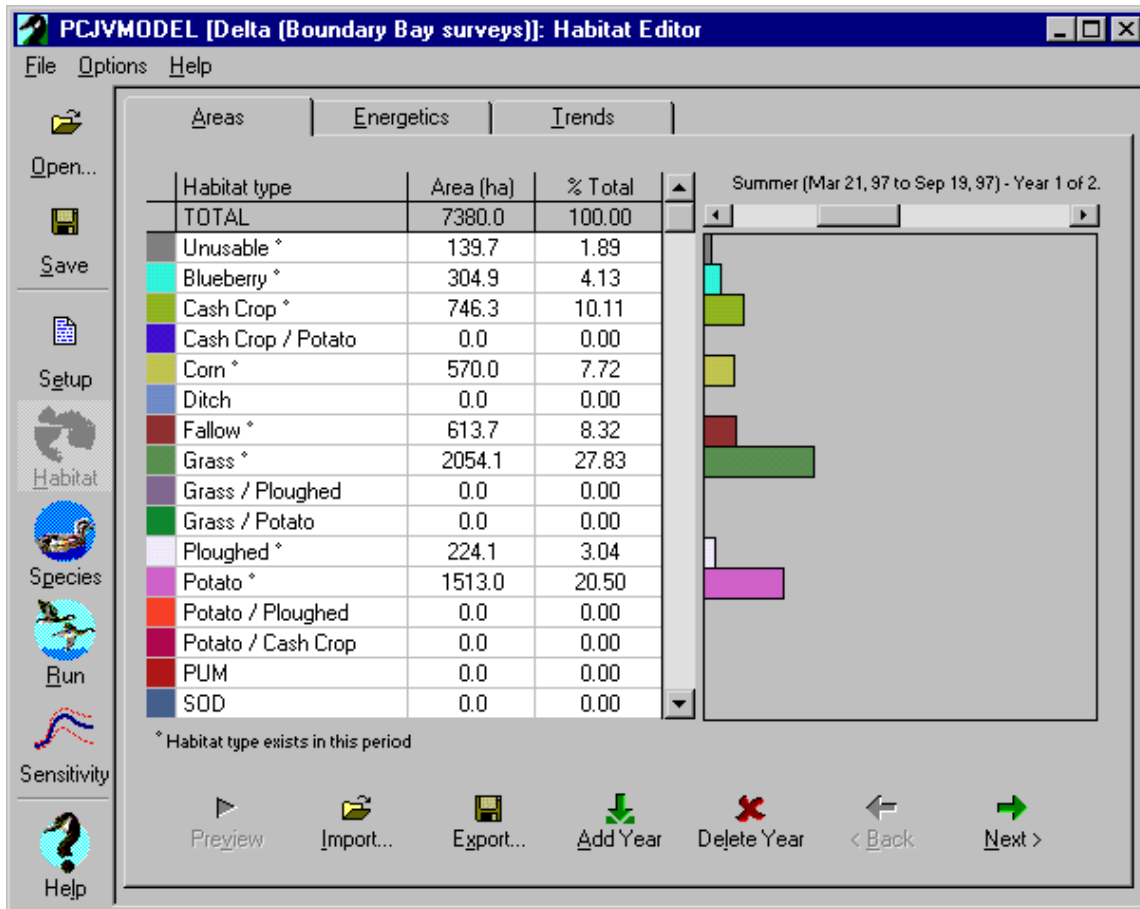 PCJVMODEL [Delta (Boundary Bay surveys)]: Habitat Editor
File Options Help
Open...
Save
Setup
Habitat
Species
Run
Sensitivity
Help
Areas Energetics Trends
Habitat type Area (ha) % Total
TOTAL 7380.0 100.00
Unusable * 139.7 1.89
Blueberry * 304.9 4.13
Cash Crop * 746.3 10.11
Cash Crop / Potato 0.0 0.00
Corn * 570.0 7.72
Ditch 0.0 0.00
Fallow * 613.7 8.32
Grass * 2054.1 27.83
Grass / Ploughed 0.0 0.00
Grass / Potato 0.0 0.00
Ploughed * 224.1 3.04
Potato * 1513.0 20.50
Potato / Ploughed 0.0 0.00
Potato / Cash Crop 0.0 0.00
PUM 0.0 0.00
SOD 0.0 0.00
* Habitat type exists in this period
Summer (Mar 21, 97 to Sep 19, 97) - Year 1 of 2.
Preview Import... Export... Add Year Delete Year < Back Next >